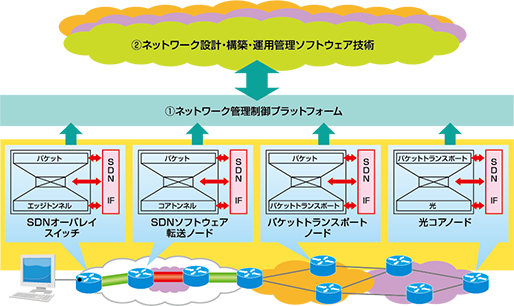 ②ネットワーク設計・構築・運用管理ソフトウェア技術
①ネットワーク管理制御プラットフォーム
パケット
SDN IF
エッジトンネル
SDNオーバレイ
スイッチ
パケット
SDN IF
コアトンネル
SDNソフトウェア
転送ノード
パケット
SDN IF
パケットトランスポート
パケットトランスポート
ノード
パケットトランスポート
SDN IF
光
光コアノード